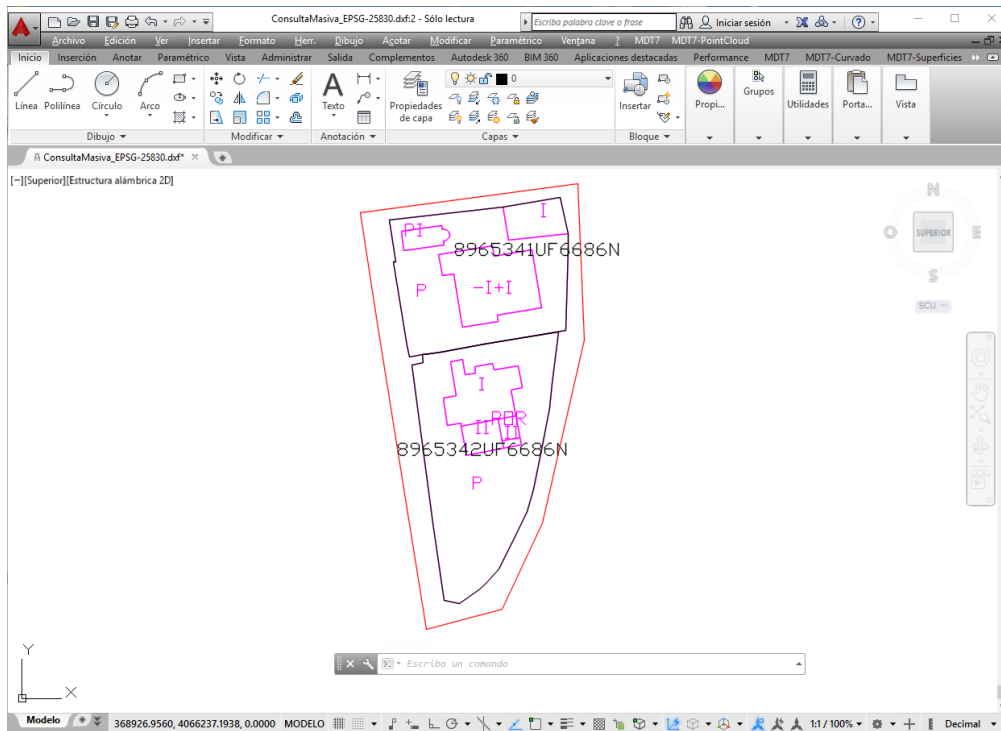 ConsultaMasiva_EPSG-25830.dxf:2 - Sólo lectura
Escriba palabra clave o frase
Iniciar sesión
Archivo Edición Ver Insertar Formato Herr. Dibujo Acotar Modificar Paramétrico Ventana ? MDT7 MDT7-PointCloud
Inicio Inserción Anotar Paramétrico Vista Administrar Salida Complementos Autodesk 360 BIM 360 Aplicaciones destacadas Performance MDT7 MDT7-Curvado MDT7-Superficies
0
Línea Polilínea Círculo Arco
Texto
Propiedades de capa
Insertar
Propi...
Grupos
Utilidades
Porta...
Vista
Dibujo Modificar Anotación Capas Bloque
ConsultaMasiva_EPSG-25830.dxf*
[−][Superior][Estructura alámbrica 2D]
N
O SUPERIOR E
S
SCU
I
PI
8965341UF6686N
P
-I+I
I
POR
II II
8965342UF6686N
P
Y
X
Escriba un comando
Modelo
368926.9560, 4066237.1938, 0.0000 MODELO
1:1 / 100%
Decimal